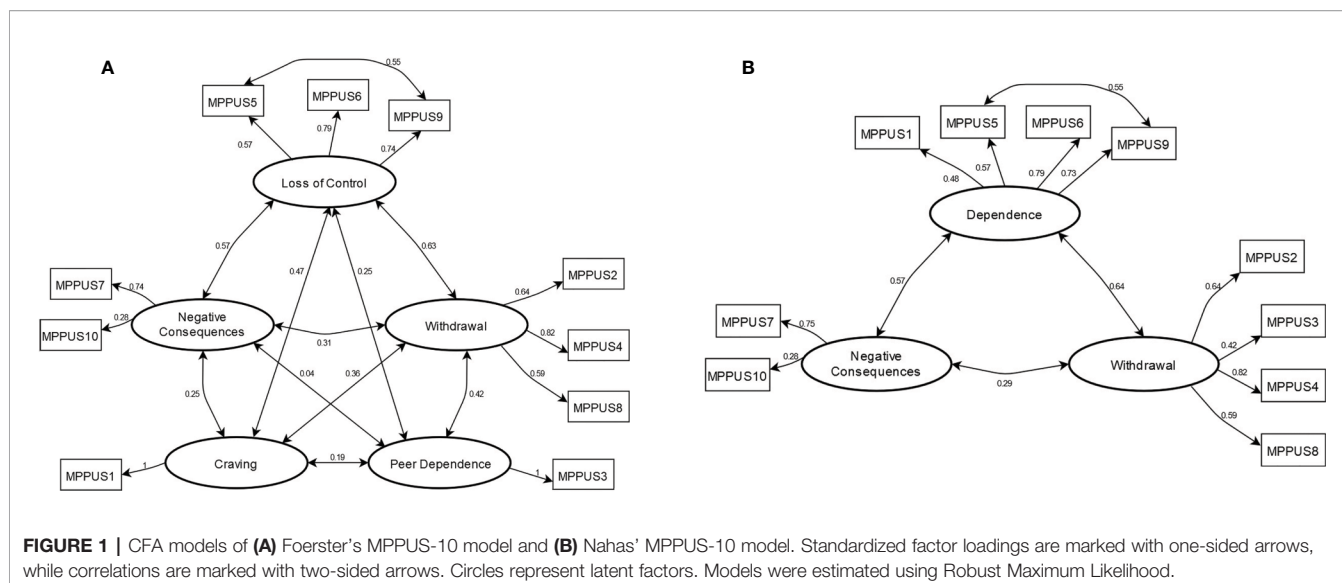 A
0.55
MPPUS5
MPPUS6
MPPUS9
0.57
0.79
0.74
Loss of Control
0.57
0.47
0.25
0.63
MPPUS7
0.74
MPPUS10
0.28
Negative
Consequences
0.31
Withdrawal
0.64
MPPUS2
0.82
MPPUS4
0.59
MPPUS8
0.25
0.04
0.36
0.42
MPPUS1
1
Craving
0.19
Peer Dependence
1
MPPUS3
B
0.55
MPPUS1
MPPUS5
MPPUS6
MPPUS9
0.48
0.57
0.79
0.73
Dependence
0.57
0.64
MPPUS7
0.75
MPPUS10
0.28
Negative
Consequences
0.29
Withdrawal
0.64
MPPUS2
0.42
MPPUS3
0.82
MPPUS4
0.59
MPPUS8
FIGURE 1 | CFA models of (A) Foerster's MPPUS-10 model and (B) Nahas' MPPUS-10 model. Standardized factor loadings are marked with one-sided arrows,
while correlations are marked with two-sided arrows. Circles represent latent factors. Models were estimated using Robust Maximum Likelihood.